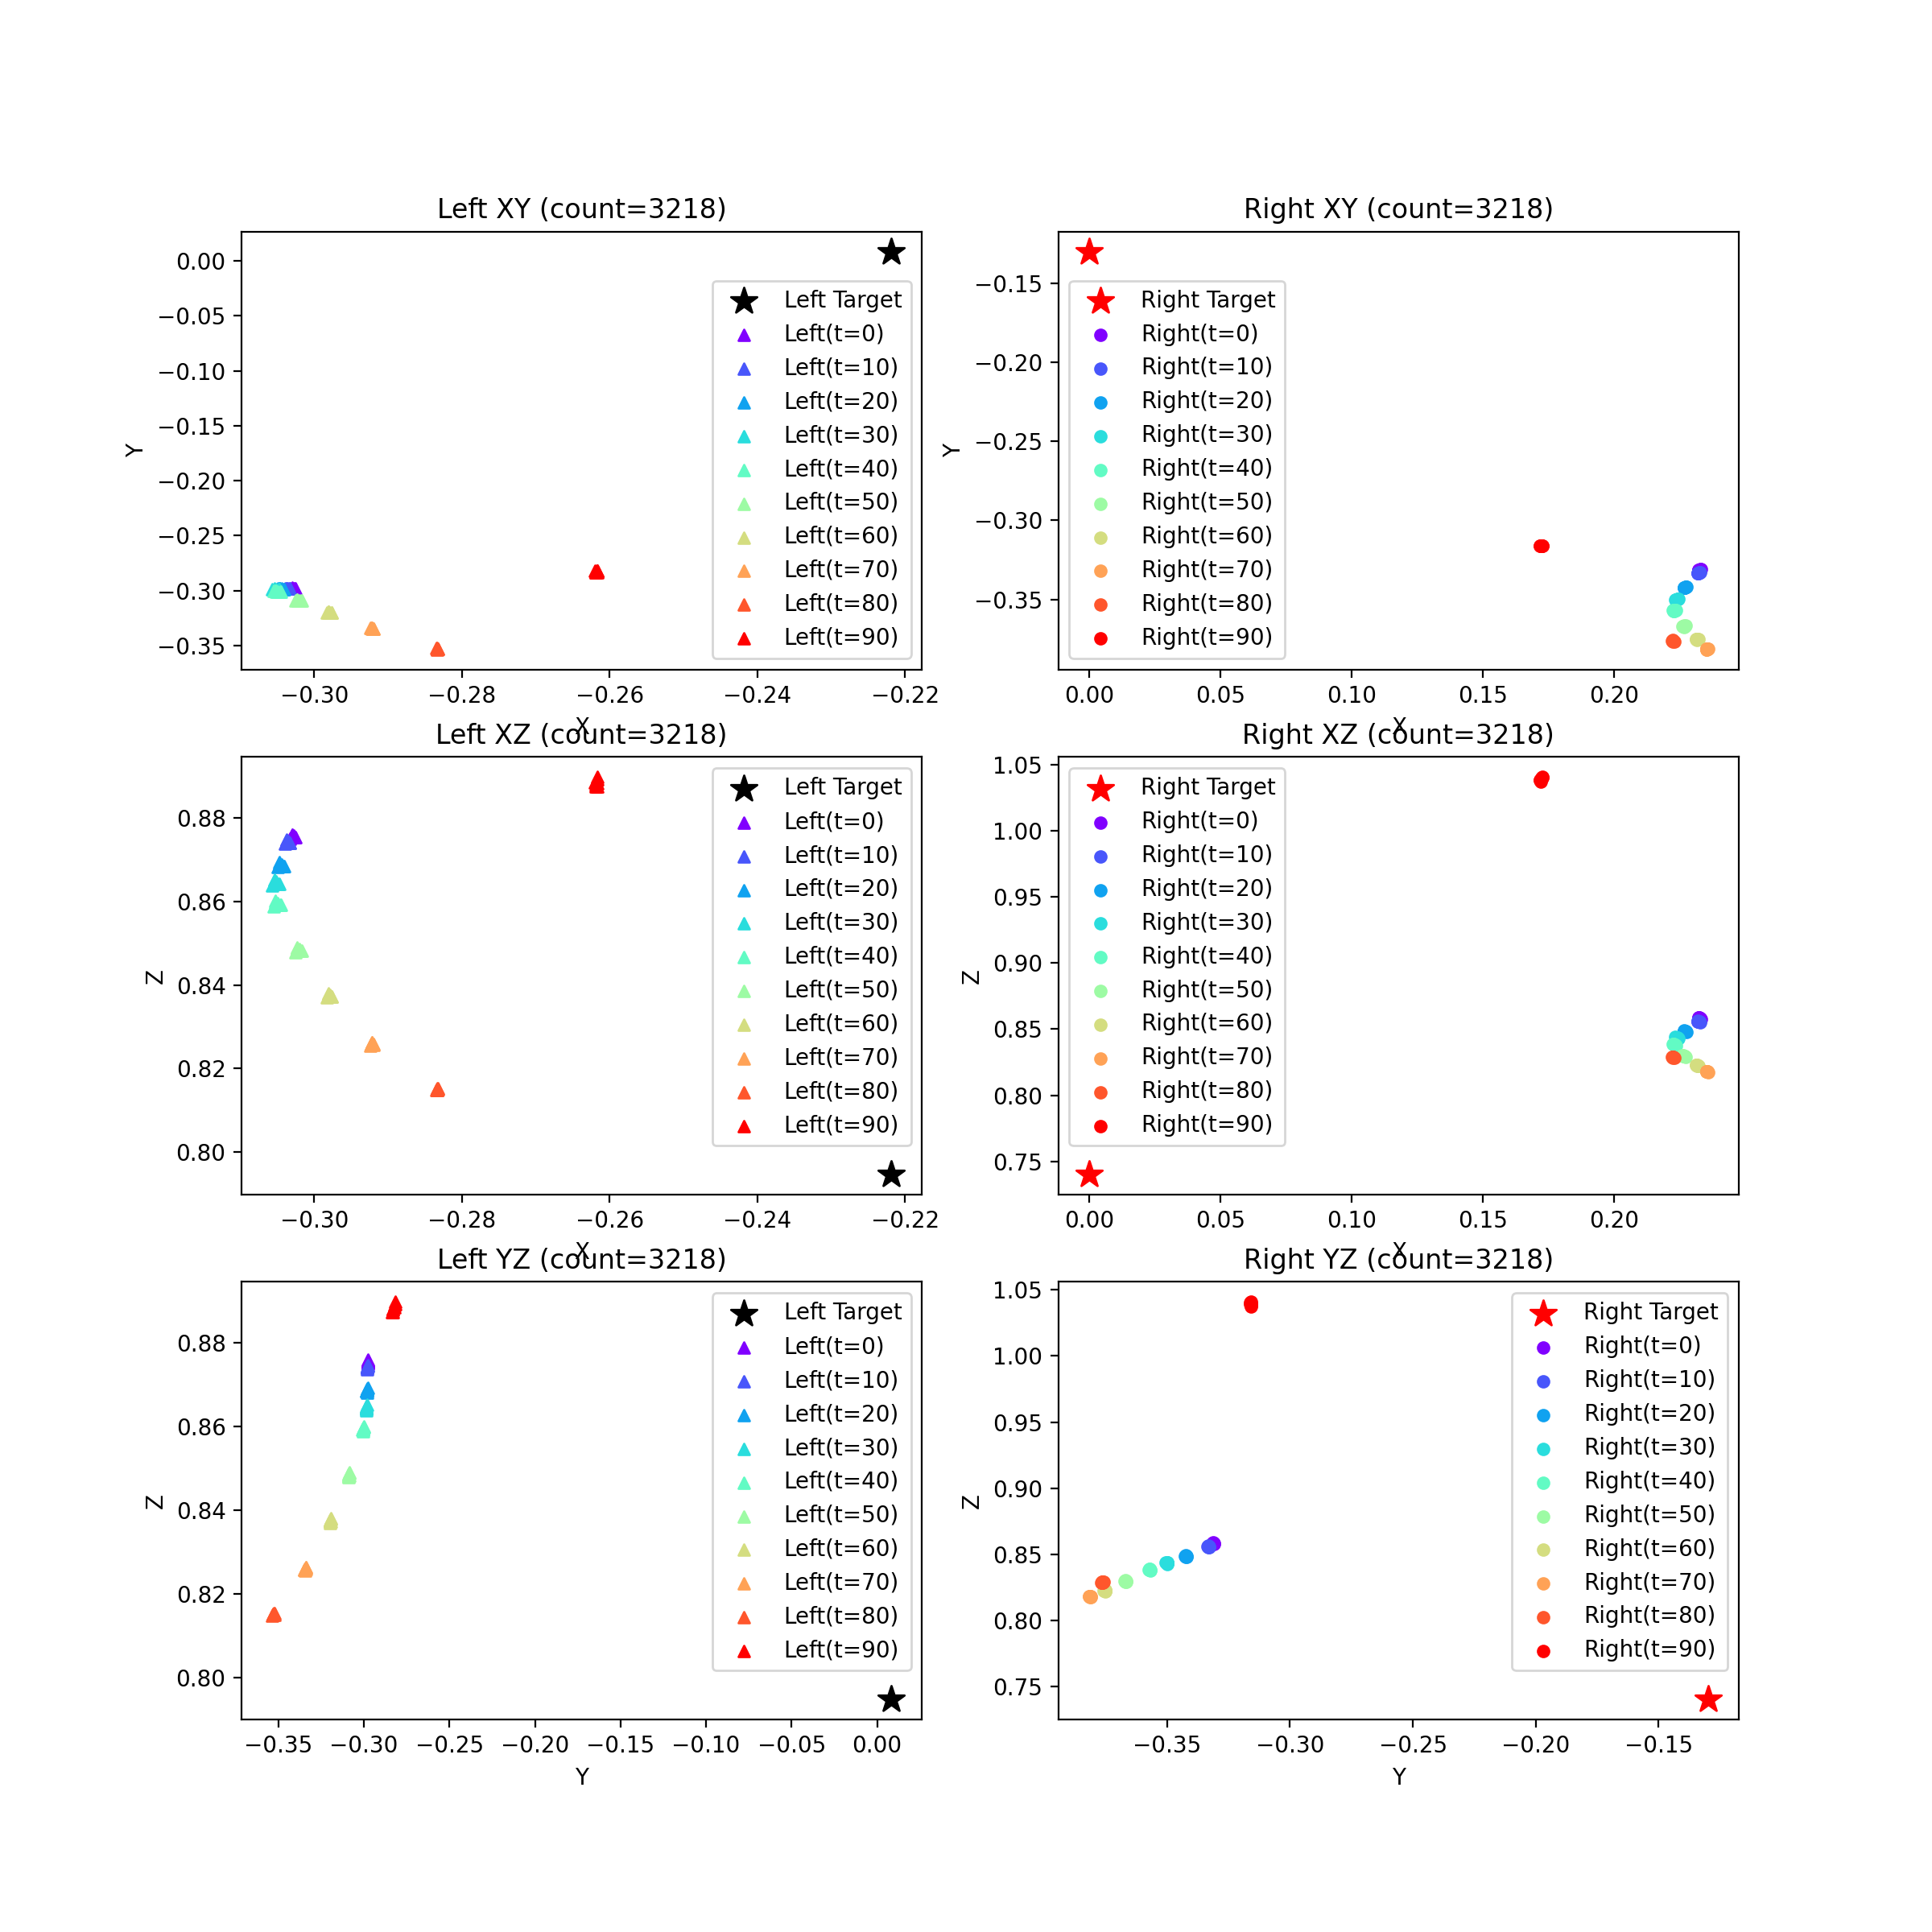 Left XY (count=3218)
0.00
−0.05
−0.10
−0.15
−0.20
−0.25
−0.30
−0.35
Y
Left Target
Left(t=0)
Left(t=10)
Left(t=20)
Left(t=30)
Left(t=40)
Left(t=50)
Left(t=60)
Left(t=70)
Left(t=80)
Left(t=90)
−0.30 −0.28 −0.26 −0.24 −0.22
X
Right XY (count=3218)
−0.15
−0.20
−0.25
−0.30
−0.35
Y
Right Target
Right(t=0)
Right(t=10)
Right(t=20)
Right(t=30)
Right(t=40)
Right(t=50)
Right(t=60)
Right(t=70)
Right(t=80)
Right(t=90)
0.00 0.05 0.10 0.15 0.20
X
Left XZ (count=3218)
0.88
0.86
0.84
0.82
0.80
Z
Left Target
Left(t=0)
Left(t=10)
Left(t=20)
Left(t=30)
Left(t=40)
Left(t=50)
Left(t=60)
Left(t=70)
Left(t=80)
Left(t=90)
−0.30 −0.28 −0.26 −0.24 −0.22
X
Right XZ (count=3218)
1.05
1.00
0.95
0.90
0.85
0.80
0.75
Z
Right Target
Right(t=0)
Right(t=10)
Right(t=20)
Right(t=30)
Right(t=40)
Right(t=50)
Right(t=60)
Right(t=70)
Right(t=80)
Right(t=90)
0.00 0.05 0.10 0.15 0.20
X
Left YZ (count=3218)
0.88
0.86
0.84
0.82
0.80
Z
Left Target
Left(t=0)
Left(t=10)
Left(t=20)
Left(t=30)
Left(t=40)
Left(t=50)
Left(t=60)
Left(t=70)
Left(t=80)
Left(t=90)
−0.35 −0.30 −0.25 −0.20 −0.15 −0.10 −0.05 0.00
Y
Right YZ (count=3218)
1.05
1.00
0.95
0.90
0.85
0.80
0.75
Z
Right Target
Right(t=0)
Right(t=10)
Right(t=20)
Right(t=30)
Right(t=40)
Right(t=50)
Right(t=60)
Right(t=70)
Right(t=80)
Right(t=90)
−0.35 −0.30 −0.25 −0.20 −0.15
Y